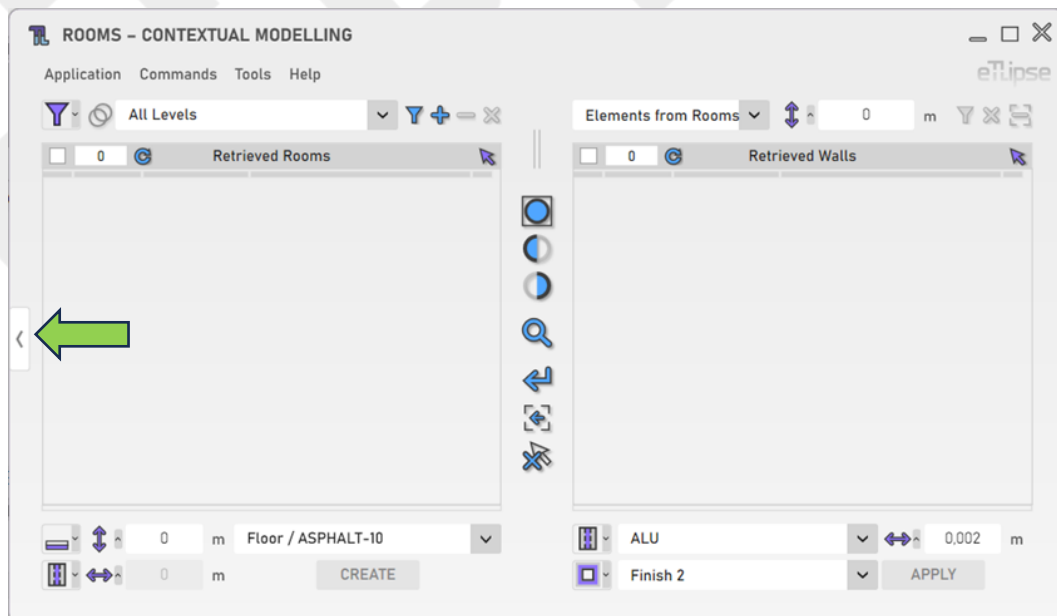 ROOMS – CONTEXTUAL MODELLING
Application Commands Tools Help
eTLipse
All Levels
Elements from Rooms 0 m
0 Retrieved Rooms
0 Retrieved Walls
0 m Floor / ASPHALT-10
ALU 0,002 m
0 m CREATE
Finish 2 APPLY